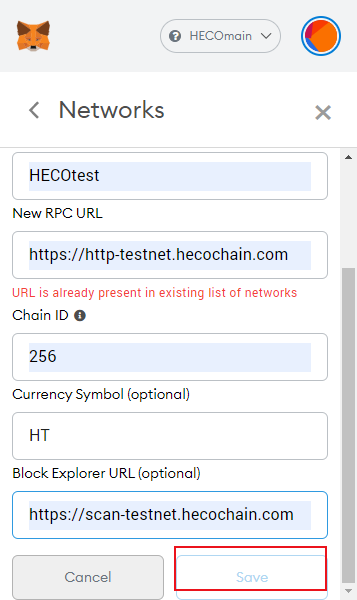 HECOmain
Networks
HECOtest
New RPC URL
https://http-testnet.hecochain.com
URL is already present in existing list of networks
Chain ID
256
Currency Symbol (optional)
HT
Block Explorer URL (optional)
https://scan-testnet.hecochain.com
Cancel
Save